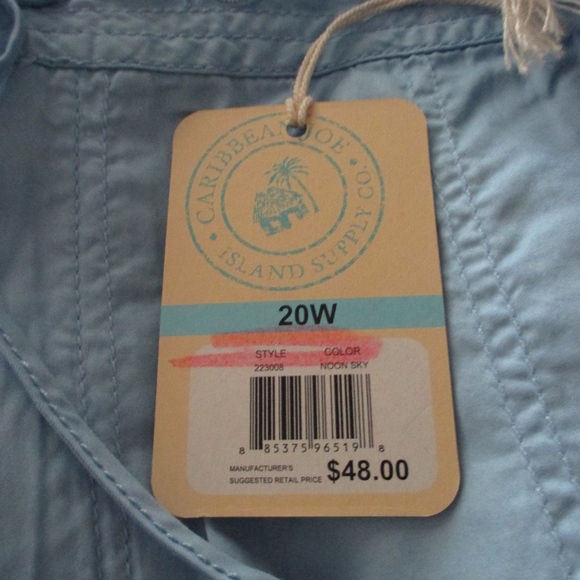 CARIBBEAN JOE
ISLAND SUPPLY CO.
20W
STYLE COLOR
223008 NOON SKY
8 85375 96519 8
MANUFACTURER'S
SUGGESTED RETAIL PRICE $48.00